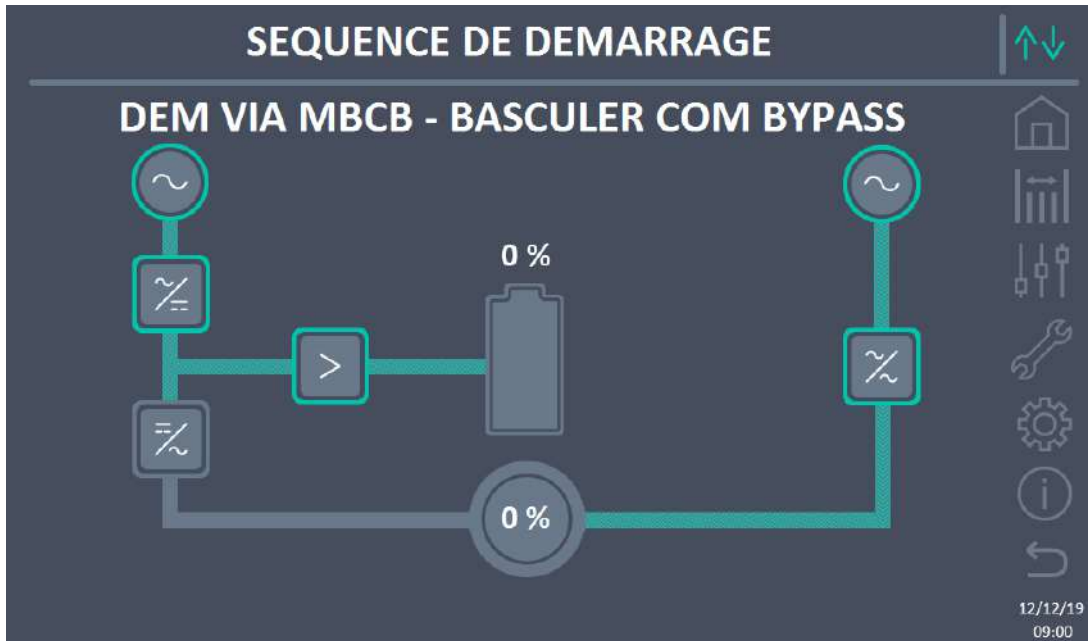 SEQUENCE DE DEMARRAGE
DEM VIA MBCB - BASCULER COM BYPASS
0 %
0 %
12/12/19
09:00